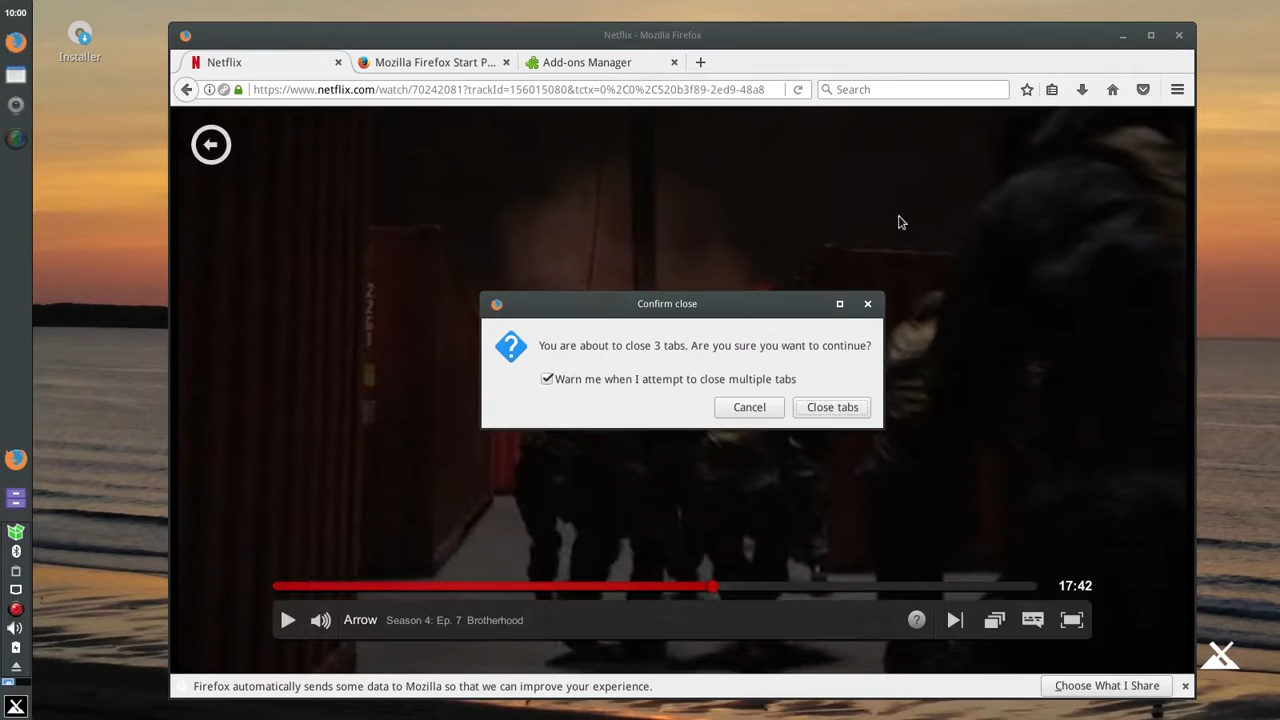 10:00
Installer
Netflix - Mozilla Firefox
Netflix
Mozilla Firefox Start P...
Add-ons Manager
https://www.netflix.com/watch/70242081?trackId=156015080&tctx=0%2C0%2C520b3f89-2ed9-48a8
Search
Confirm close
You are about to close 3 tabs. Are you sure you want to continue?
Warn me when I attempt to close multiple tabs
Cancel
Close tabs
17:42
Arrow Season 4: Ep. 7 Brotherhood
Firefox automatically sends some data to Mozilla so that we can improve your experience.
Choose What I Share